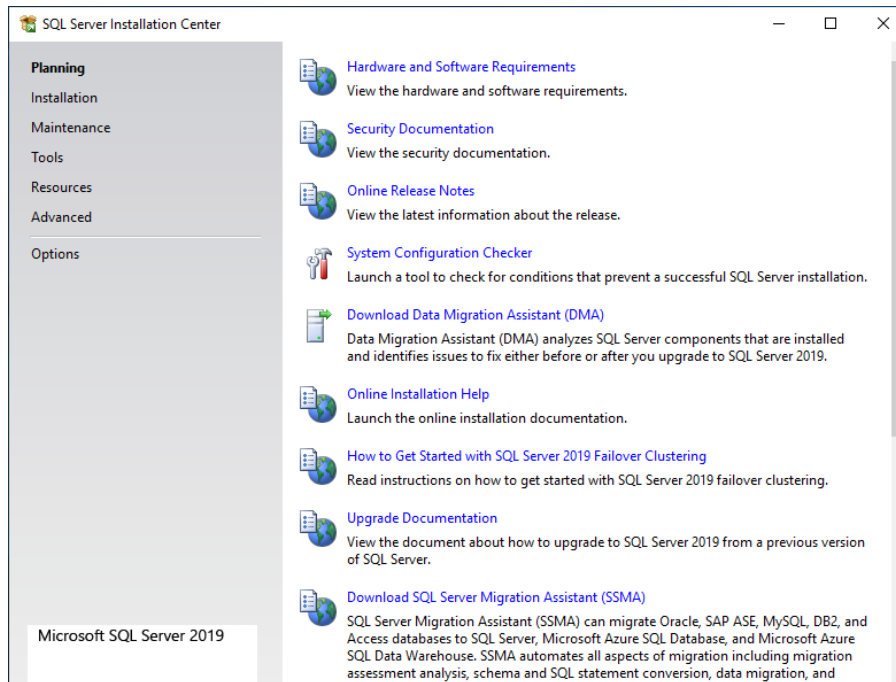 SQL Server Installation Center
Planning
Installation
Maintenance
Tools
Resources
Advanced
Options
Microsoft SQL Server 2019
Hardware and Software Requirements
View the hardware and software requirements.
Security Documentation
View the security documentation.
Online Release Notes
View the latest information about the release.
System Configuration Checker
Launch a tool to check for conditions that prevent a successful SQL Server installation.
Download Data Migration Assistant (DMA)
Data Migration Assistant (DMA) analyzes SQL Server components that are installed
and identifies issues to fix either before or after you upgrade to SQL Server 2019.
Online Installation Help
Launch the online installation documentation.
How to Get Started with SQL Server 2019 Failover Clustering
Read instructions on how to get started with SQL Server 2019 failover clustering.
Upgrade Documentation
View the document about how to upgrade to SQL Server 2019 from a previous version
of SQL Server.
Download SQL Server Migration Assistant (SSMA)
SQL Server Migration Assistant (SSMA) can migrate Oracle, SAP ASE, MySQL, DB2, and
Access databases to SQL Server, Microsoft Azure SQL Database, and Microsoft Azure
SQL Data Warehouse. SSMA automates all aspects of migration including migration
assessment analysis, schema and SQL statement conversion, data migration, and